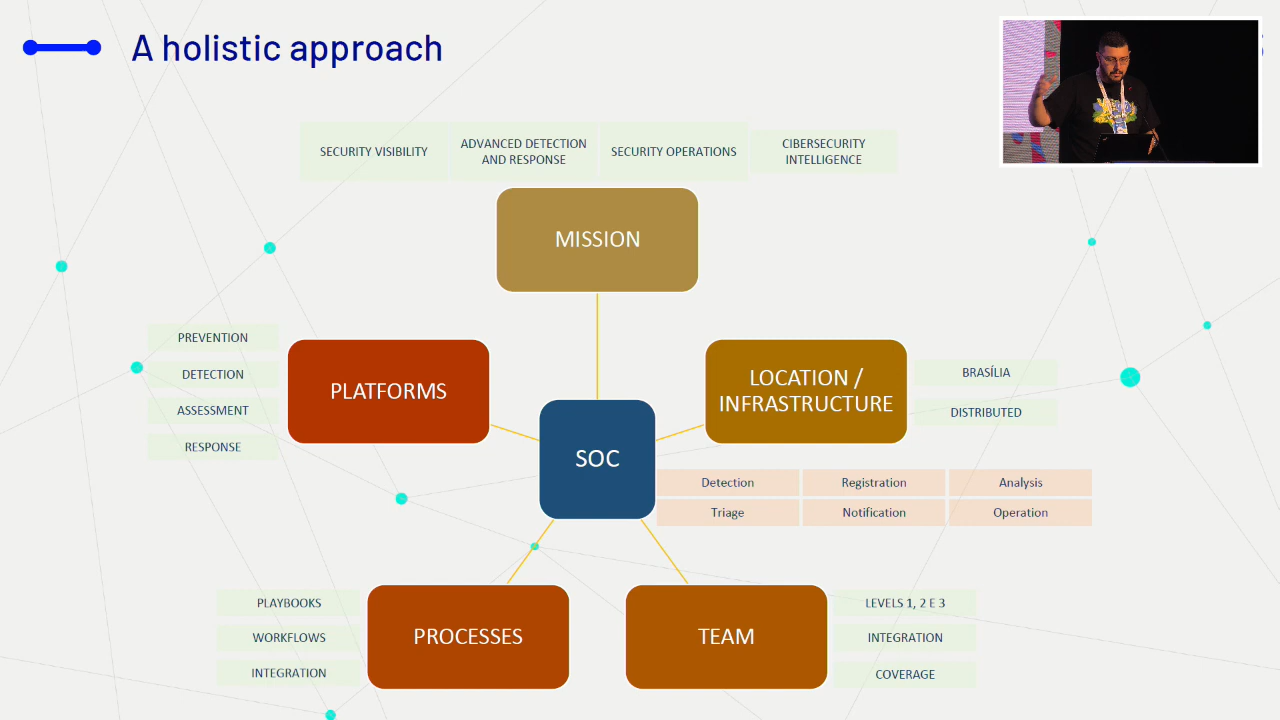 A holistic approach
SECURITY VISIBILITY
ADVANCED DETECTION
AND RESPONSE
SECURITY OPERATIONS
CIBERSECURITY
INTELLIGENCE
MISSION
PREVENTION
DETECTION
ASSESSMENT
RESPONSE
PLATFORMS
LOCATION /
INFRASTRUCTURE
BRASÍLIA
DISTRIBUTED
SOC
Detection
Registration
Analysis
Triage
Notification
Operation
PLAYBOOKS
WORKFLOWS
INTEGRATION
PROCESSES
TEAM
LEVELS 1, 2 E 3
INTEGRATION
COVERAGE